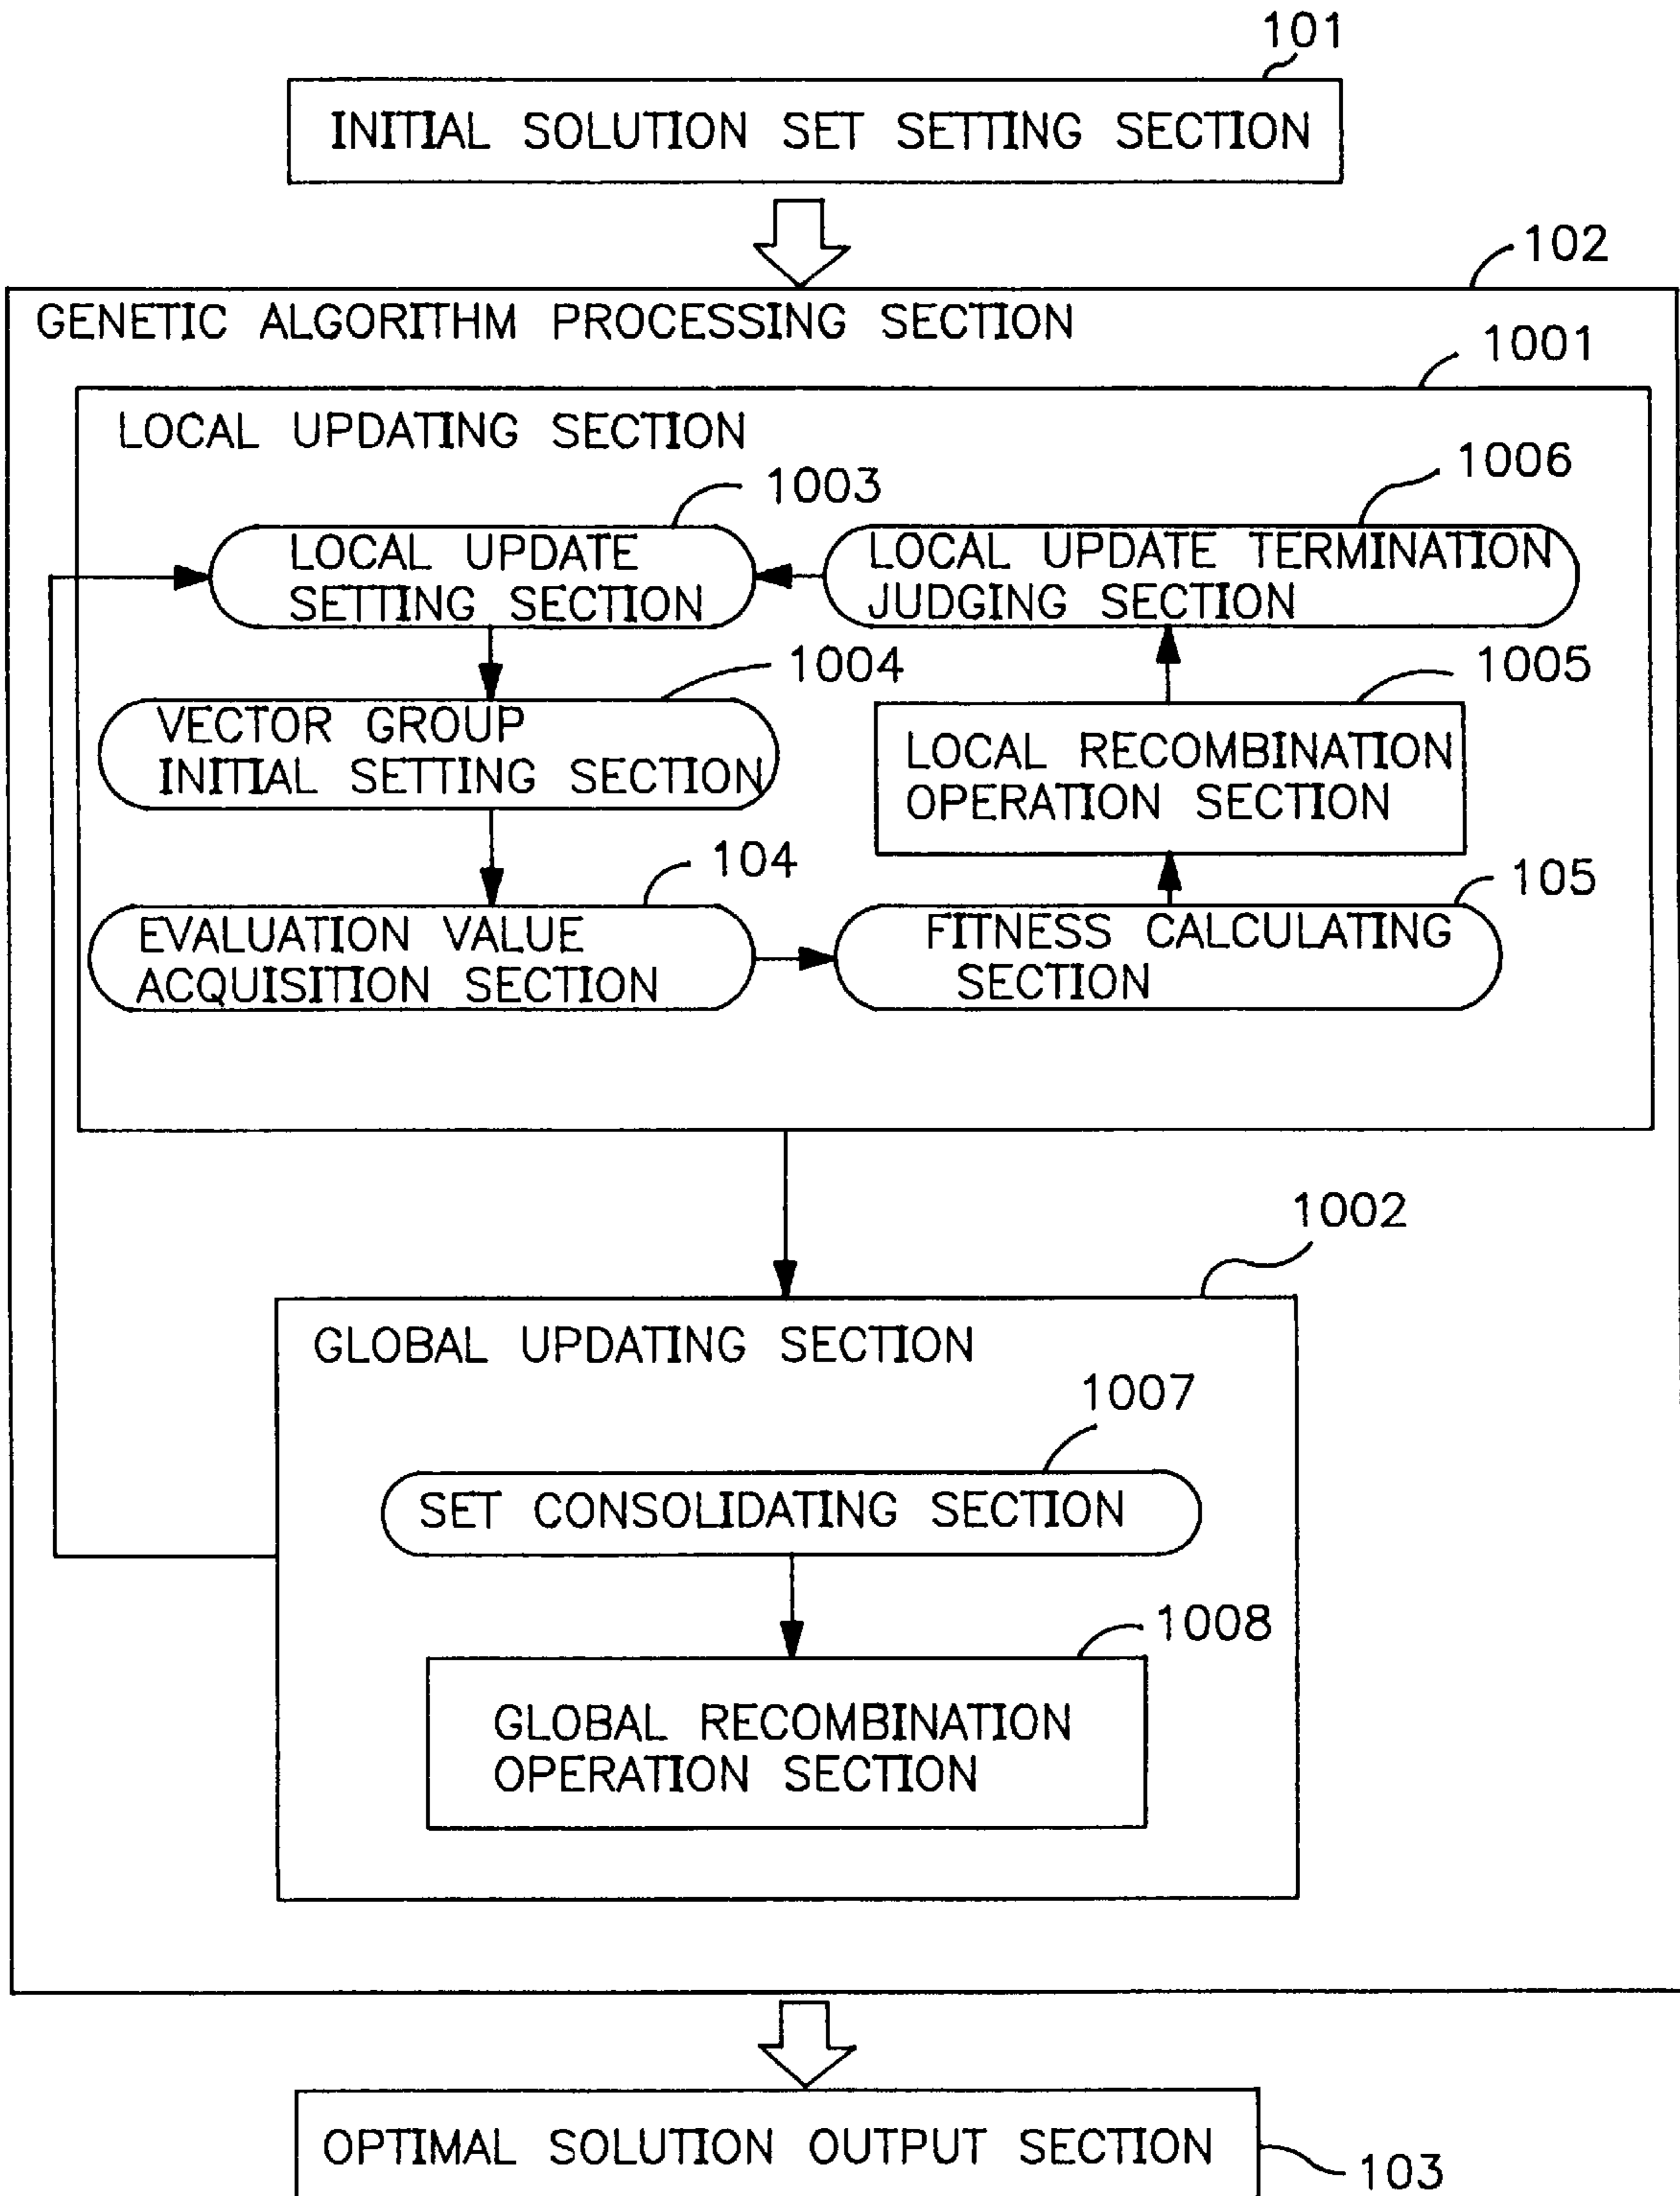 101
INITIAL SOLUTION SET SETTING SECTION
102
GENETIC ALGORITHM PROCESSING SECTION
1001
LOCAL UPDATING SECTION
1003
LOCAL UPDATE
SETTING SECTION
1006
LOCAL UPDATE TERMINATION
JUDGING SECTION
1004
VECTOR GROUP
INITIAL SETTING SECTION
1005
LOCAL RECOMBINATION
OPERATION SECTION
104
EVALUATION VALUE
ACQUISITION SECTION
105
FITNESS CALCULATING
SECTION
1002
GLOBAL UPDATING SECTION
1007
SET CONSOLIDATING SECTION
1008
GLOBAL RECOMBINATION
OPERATION SECTION
OPTIMAL SOLUTION OUTPUT SECTION
103